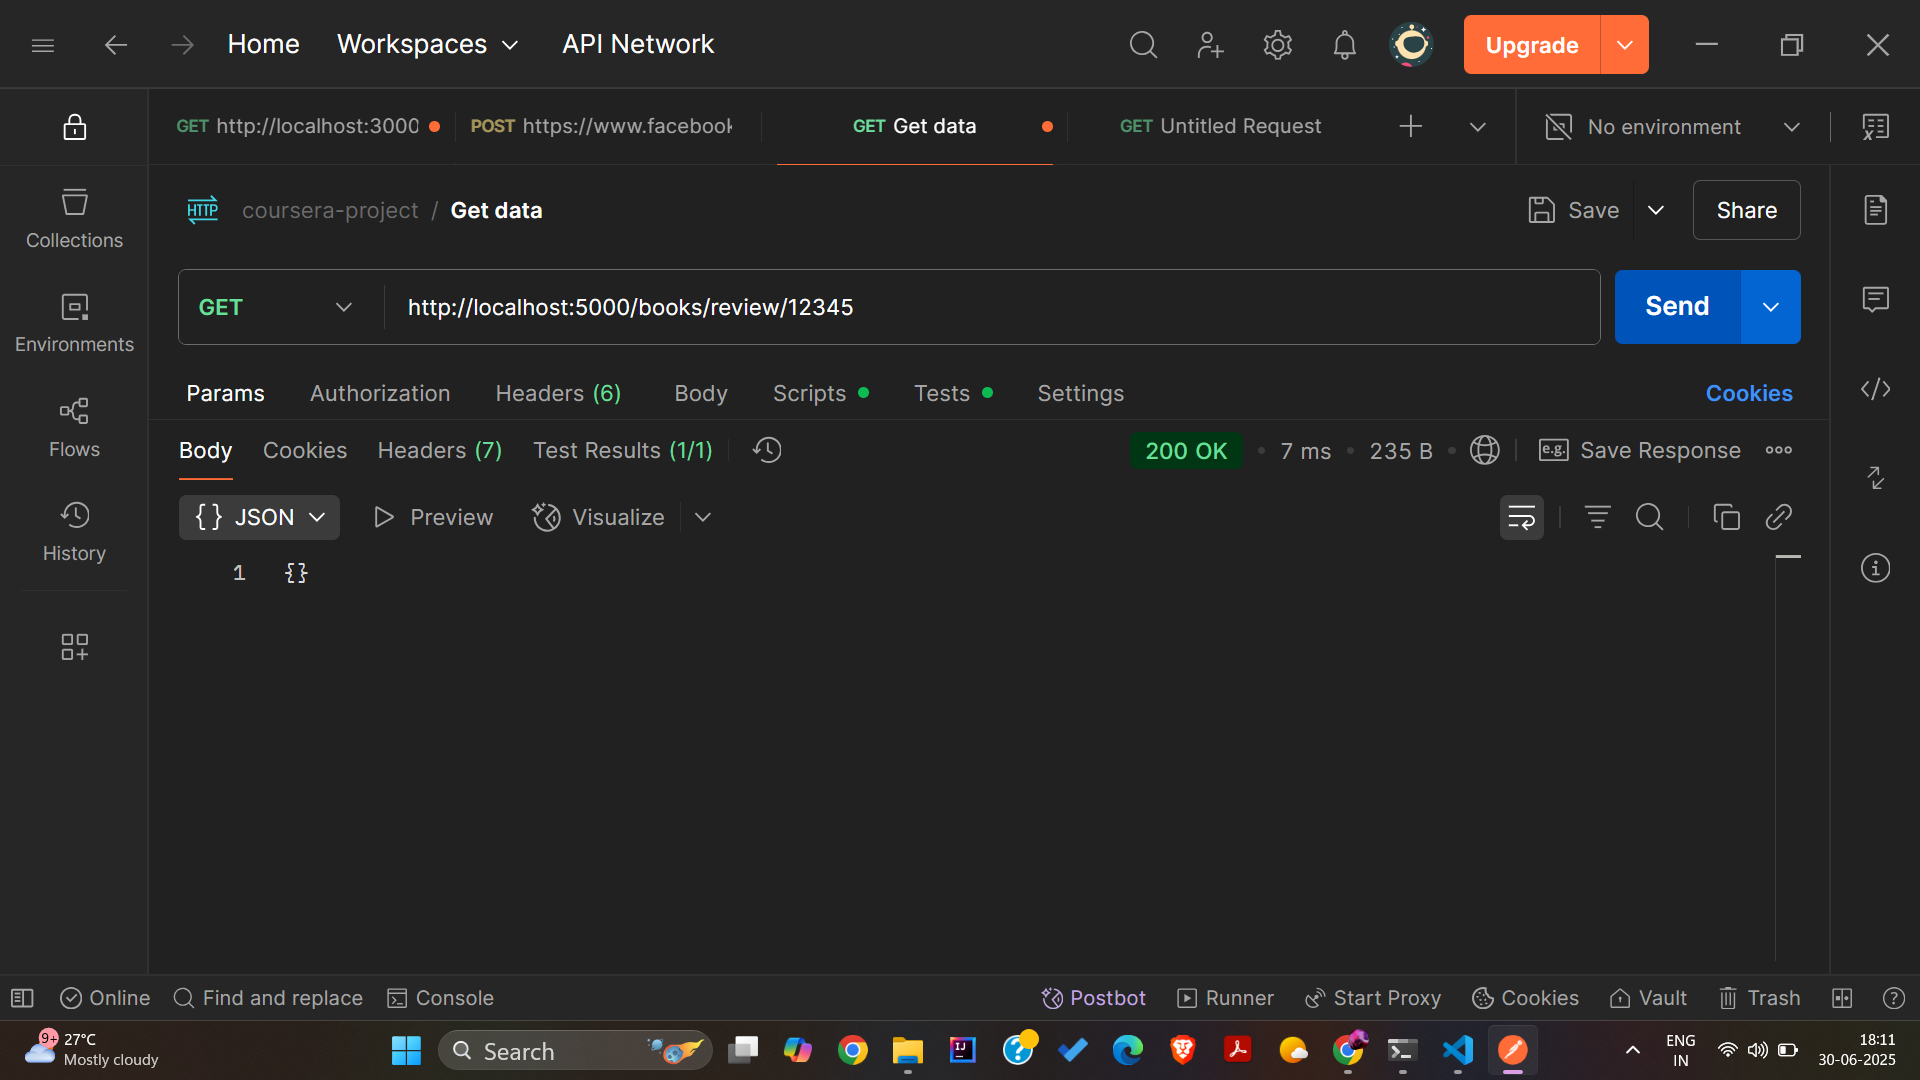 Home Workspaces API Network Upgrade
GET http://localhost:3000 POST https://www.facebook GET Get data GET Untitled Request No environment
HTTP coursera-project / Get data Save Share
Collections
GET http://localhost:5000/books/review/12345 Send
Environments
Params Authorization Headers (6) Body Scripts Tests Settings Cookies
Flows
Body Cookies Headers (7) Test Results (1/1) 200 OK • 7 ms • 235 B • e.g. Save Response
{} JSON Preview Visualize
History
1 {}
Online Find and replace Console Postbot Runner Start Proxy Cookies Vault Trash
9+ 27°C
Mostly cloudy
Search
IJ
ENG
IN
18:11
30-06-2025